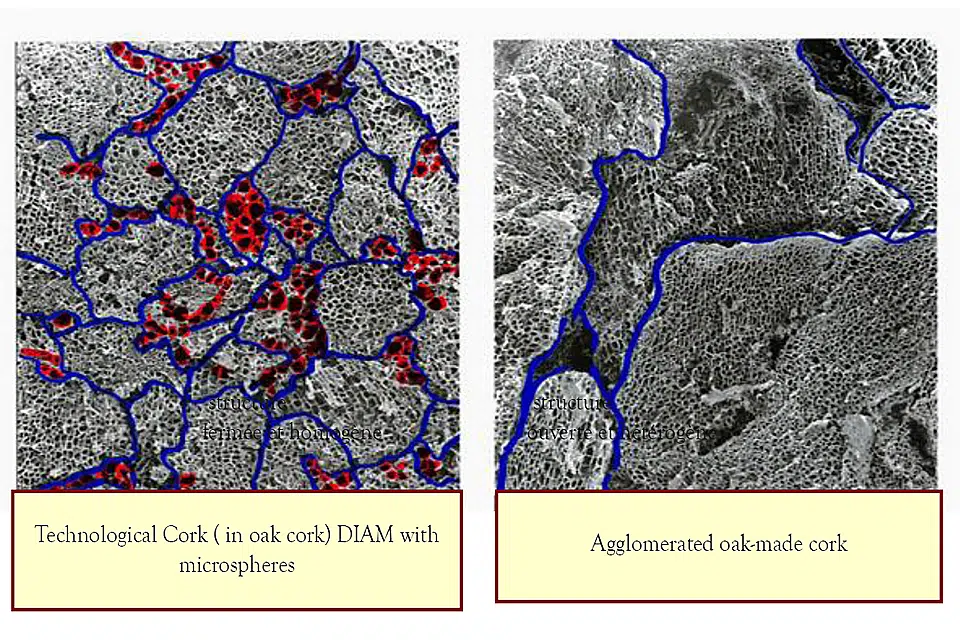 structure
fermée et homogène
structure
ouverte et hétérogène
Technological Cork ( in oak cork) DIAM with
microspheres
Agglomerated oak-made cork